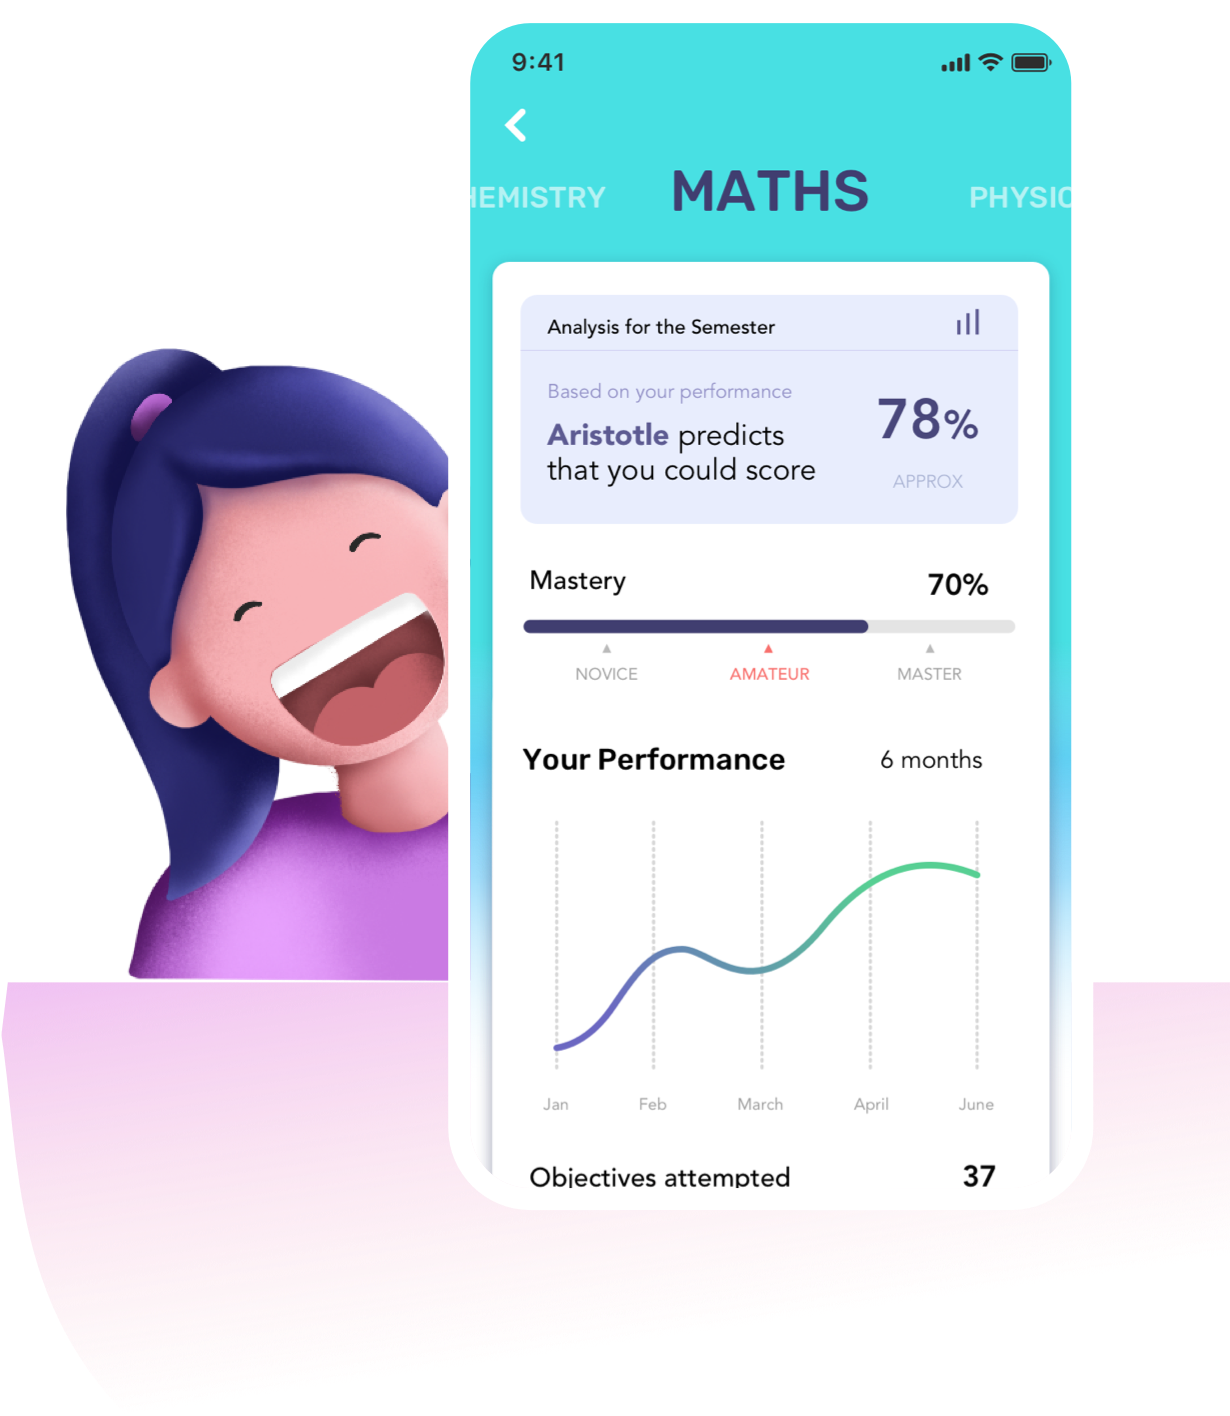 9:41
HEMISTRY MATHS PHYSIC
Analysis for the Semester
Based on your performance
Aristotle predicts
that you could score
78%
APPROX
Mastery 70%
NOVICE AMATEUR MASTER
Your Performance 6 months
Jan Feb March April June
Objectives attempted 37